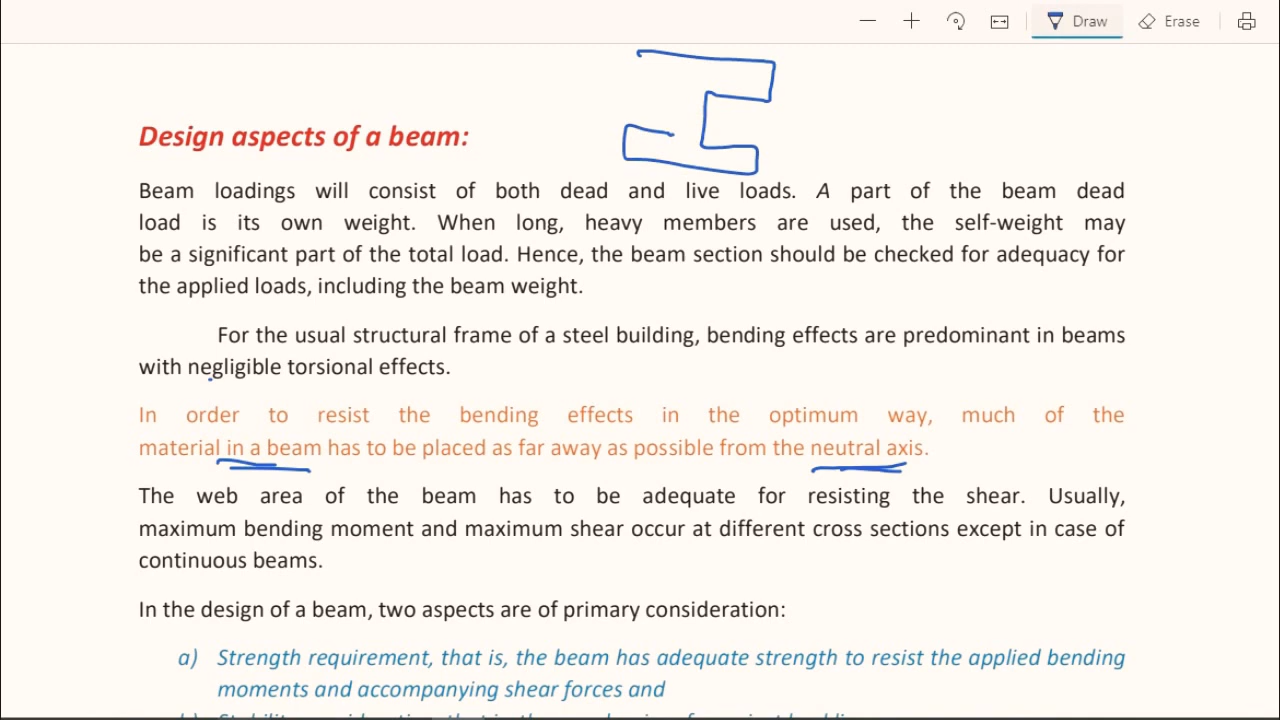 Draw
Erase
Design aspects of a beam:
Beam loadings will consist of both dead and live loads. A part of the beam dead
load is its own weight. When long, heavy members are used, the self-weight may
be a significant part of the total load. Hence, the beam section should be checked for adequacy for
the applied loads, including the beam weight.
For the usual structural frame of a steel building, bending effects are predominant in beams
with negligible torsional effects.
In order to resist the bending effects in the optimum way, much of the
material in a beam has to be placed as far away as possible from the neutral axis.
The web area of the beam has to be adequate for resisting the shear. Usually,
maximum bending moment and maximum shear occur at different cross sections except in case of
continuous beams.
In the design of a beam, two aspects are of primary consideration:
a) Strength requirement, that is, the beam has adequate strength to resist the applied bending
moments and accompanying shear forces and